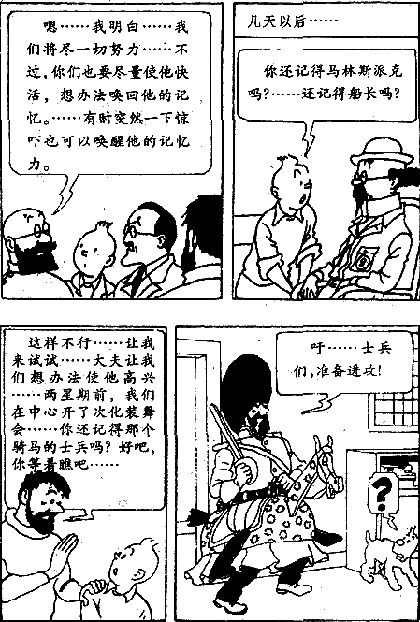 嗯……我明白……我
们将尽一切努力……不
过，你们也要尽量使他快
活，想办法唤回他的记
忆。……有时突然一下惊
吓也可以唤醒他的记忆
力。
几天以后……
你还记得马林斯派克
吗？……还记得船长吗？
这样不行……让我
来试试……大夫让我
们想办法使他高兴
……两星期前，我们
在中心开了次化装舞
会……你还记得那个
骑马的士兵吗？好吧，
你等着瞧吧……
吁……士兵
们，准备进攻！
?